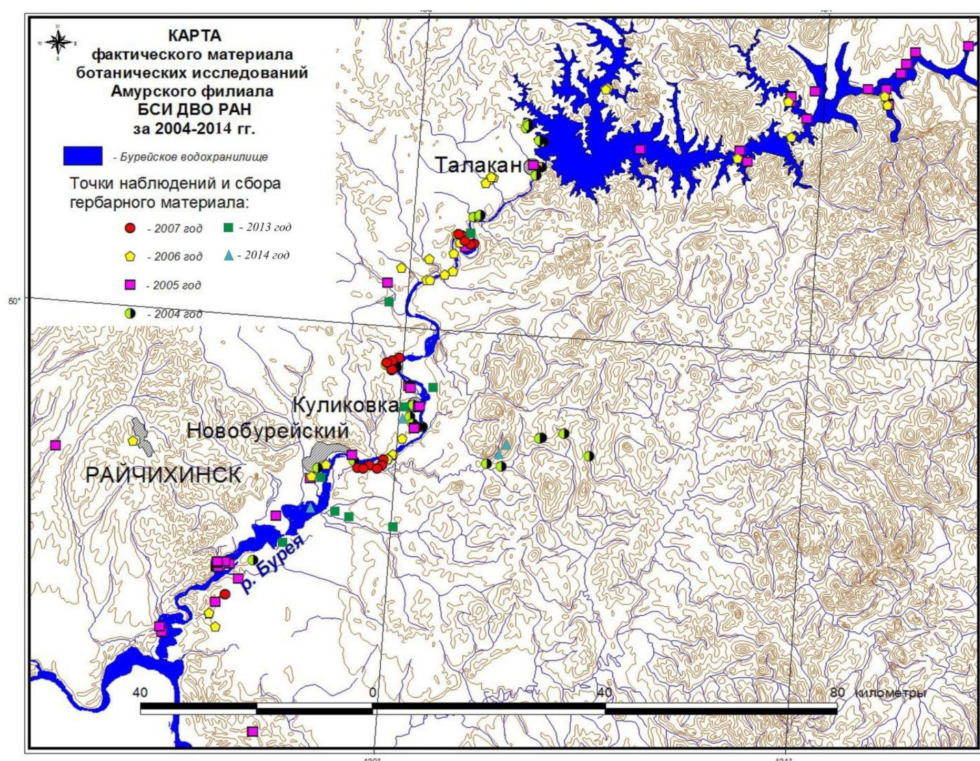 КАРТА
фактического материала
ботанических исследований
Амурского филиала
БСИ ДВО РАН
за 2004-2014 гг.
- Бурейское водохранилище
Точки наблюдений и сбора
гербарного материала:
- 2007 год
- 2013 год
- 2006 год
- 2014 год
- 2005 год
- 2004 год
Талакан
50°
Куликовка
Новобурейский
РАЙЧИХИНСК
р. Бурея
40 0 40 80 километры